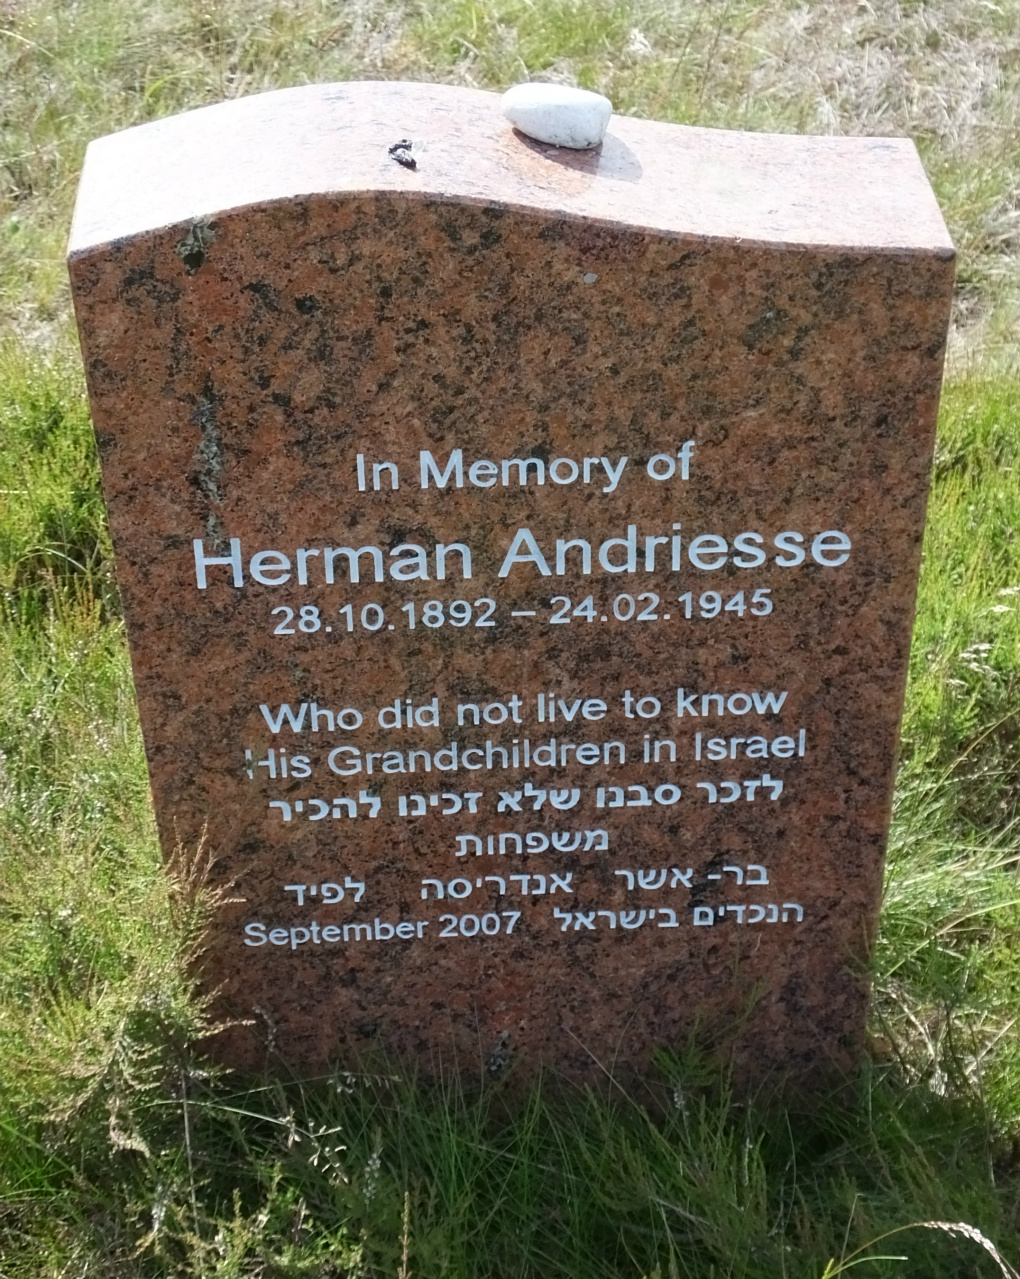 In Memory of
Herman Andriesse
28.10.1892 – 24.02.1945
Who did not live to know
His Grandchildren in Israel
לזכר סבנו שלא זכינו להכיר
משפחות
בר- אשר אנדריסה לפיד
הנכדים בישראל September 2007